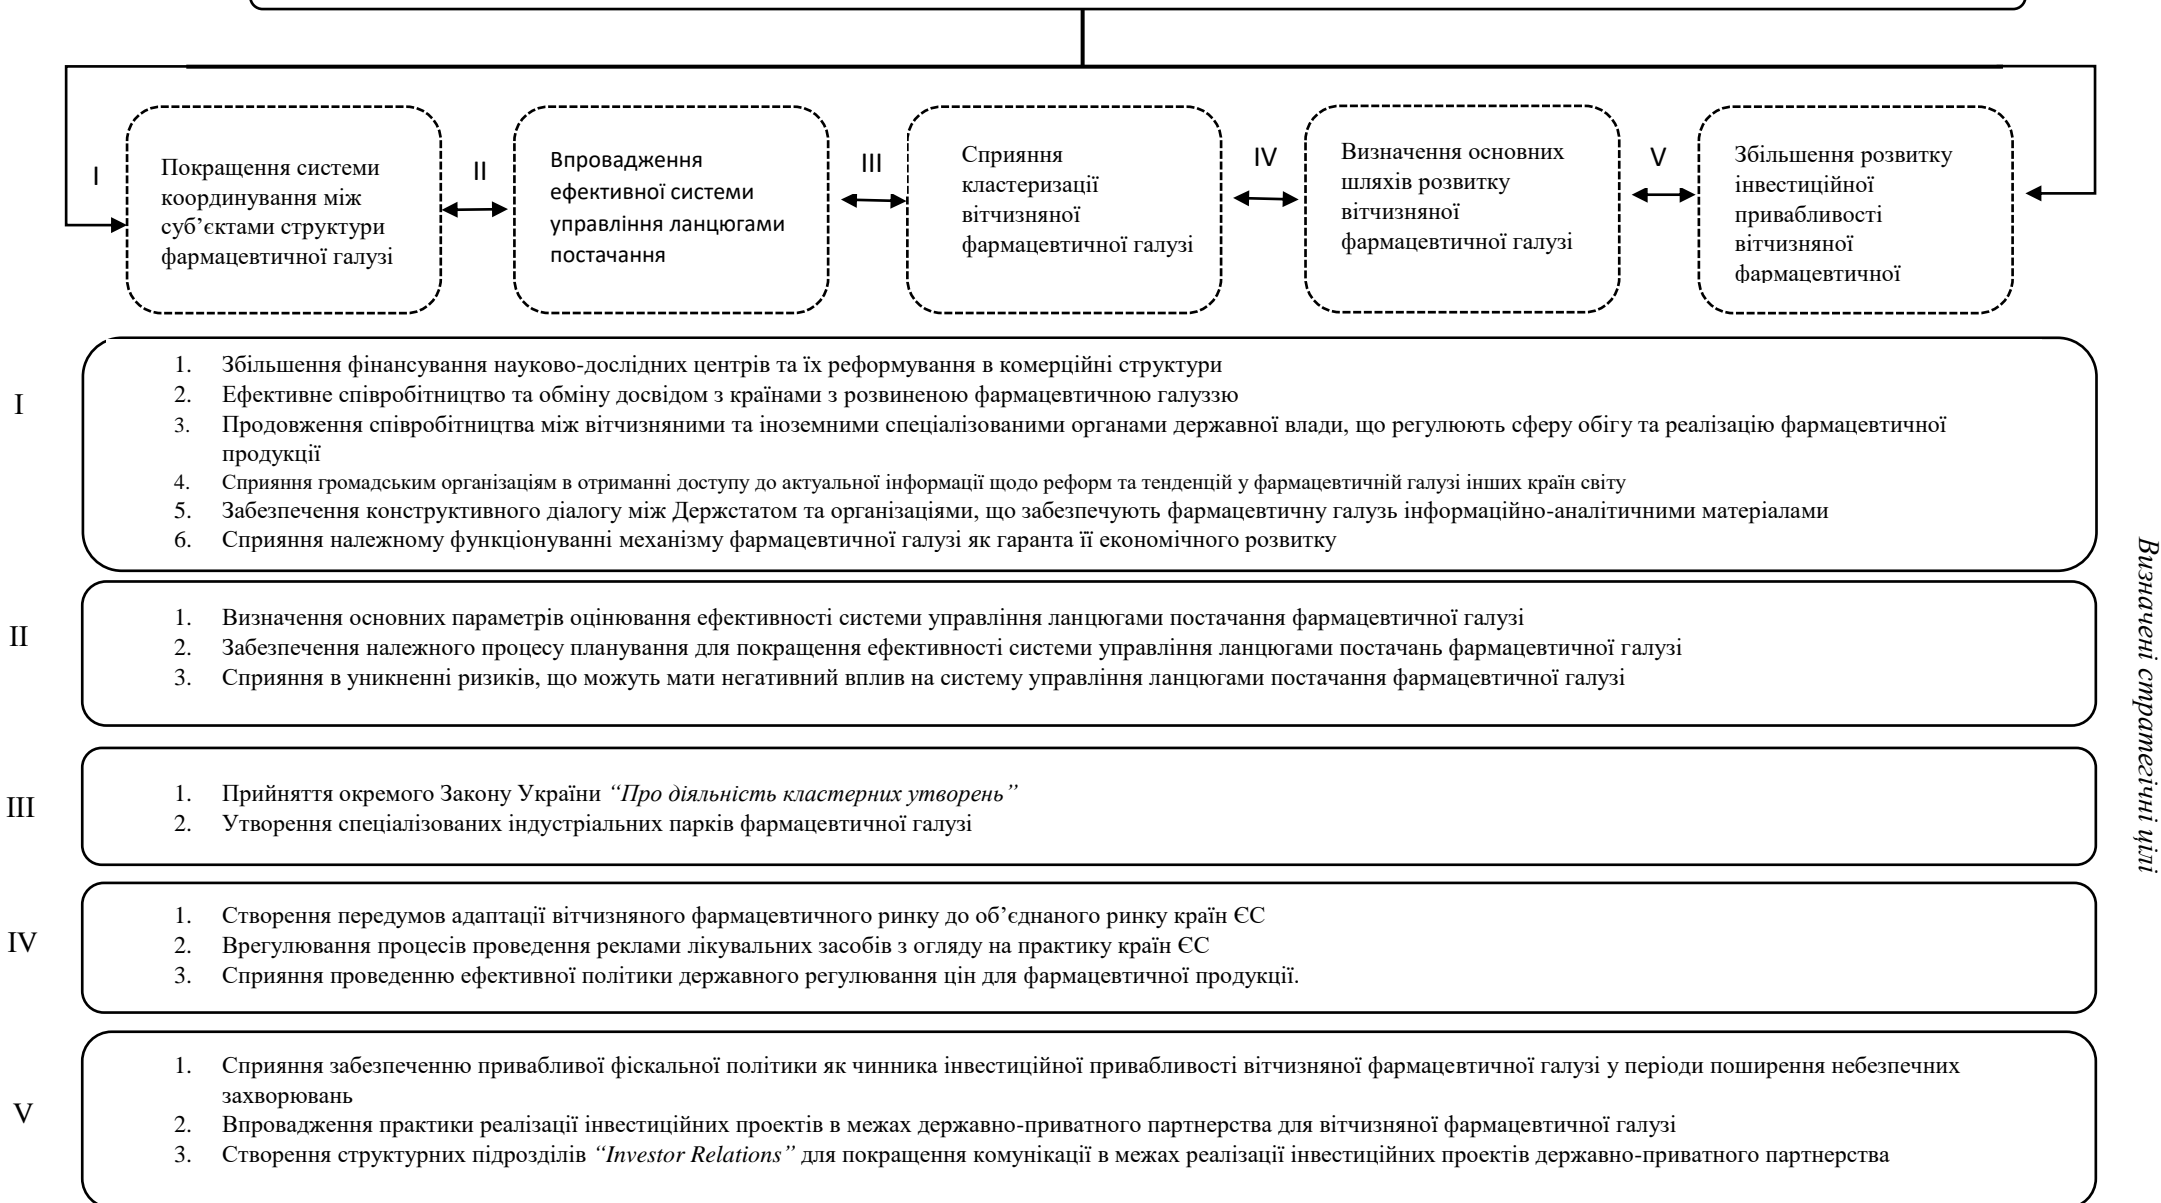 I
Покращення системи
координування між
суб’єктами структури
фармацевтичної галузі
II
Впровадження
ефективної системи
управління ланцюгами
постачання
III
Сприяння
кластеризації
вітчизняної
фармацевтичної галузі
IV
Визначення основних
шляхів розвитку
вітчизняної
фармацевтичної галузі
V
Збільшення розвитку
інвестиційної
привабливості
вітчизняної
фармацевтичної
I
1. Збільшення фінансування науково-дослідних центрів та їх реформування в комерційні структури
2. Ефективне співробітництво та обміну досвідом з країнами з розвиненою фармацевтичною галуззю
3. Продовження співробітництва між вітчизняними та іноземними спеціалізованими органами державної влади, що регулюють сферу обігу та реалізацію фармацевтичної
продукції
4. Сприяння громадським організаціям в отриманні доступу до актуальної інформації щодо реформ та тенденцій у фармацевтичній галузі інших країн світу
5. Забезпечення конструктивного діалогу між Держстатом та організаціями, що забезпечують фармацевтичну галузь інформаційно-аналітичними матеріалами
6. Сприяння належному функціонуванні механізму фармацевтичної галузі як гаранта її економічного розвитку
II
1. Визначення основних параметрів оцінювання ефективності системи управління ланцюгами постачання фармацевтичної галузі
2. Забезпечення належного процесу планування для покращення ефективності системи управління ланцюгами постачань фармацевтичної галузі
3. Сприяння в уникненні ризиків, що можуть мати негативний вплив на систему управління ланцюгами постачання фармацевтичної галузі
III
1. Прийняття окремого Закону України “Про діяльність кластерних утворень”
2. Утворення спеціалізованих індустріальних парків фармацевтичної галузі
IV
1. Створення передумов адаптації вітчизняного фармацевтичного ринку до об’єднаного ринку країн ЄС
2. Врегулювання процесів проведення реклами лікувальних засобів з огляду на практику країн ЄС
3. Сприяння проведенню ефективної політики державного регулювання цін для фармацевтичної продукції.
V
1. Сприяння забезпеченню привабливої фіскальної політики як чинника інвестиційної привабливості вітчизняної фармацевтичної галузі у періоди поширення небезпечних
захворювань
2. Впровадження практики реалізації інвестиційних проектів в межах державно-приватного партнерства для вітчизняної фармацевтичної галузі
3. Створення структурних підрозділів “Investor Relations” для покращення комунікації в межах реалізації інвестиційних проектів державно-приватного партнерства
Визначені стратегічні цілі